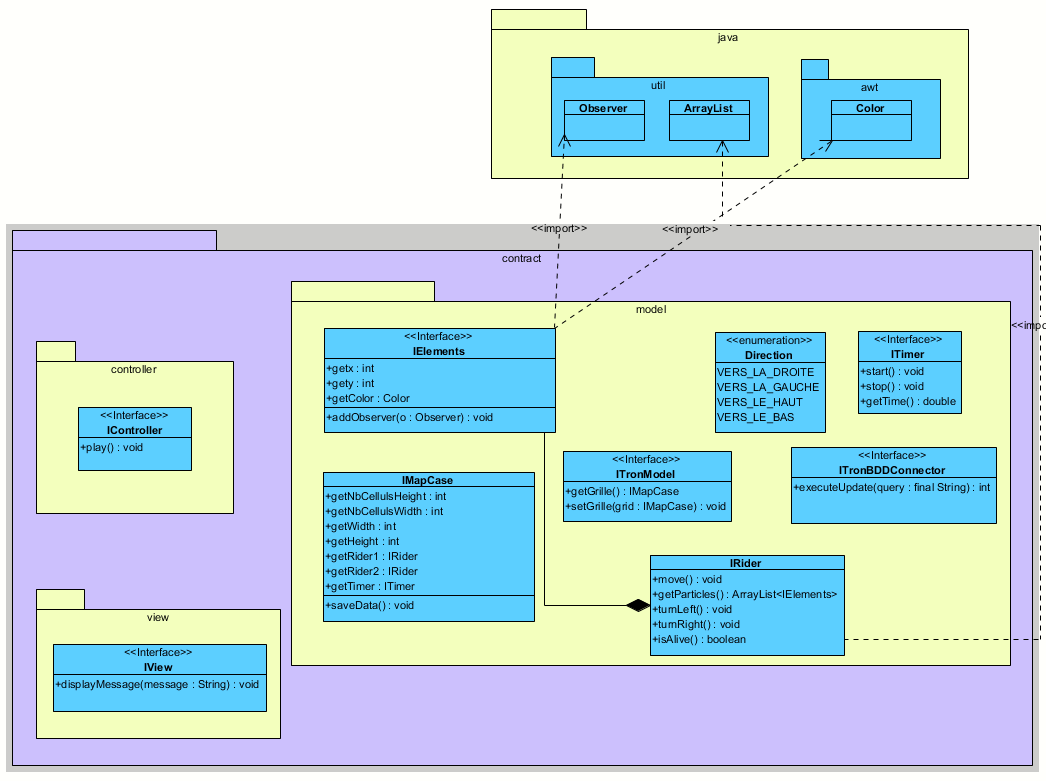 java
util
Observer
ArrayList
awt
Color
<<import>>
<<import>>
contract
model
<<impo
<<Interface>>
IElements
+getx : int
+gety : int
+getColor : Color
+addObserver(o : Observer) : void
<<enumeration>>
Direction
VERS_LA_DROITE
VERS_LA_GAUCHE
VERS_LE_HAUT
VERS_LE_BAS
<<Interface>>
ITimer
+start() : void
+stop() : void
+getTime() : double
controller
<<Interface>>
IController
+play() : void
<<Interface>>
ITronModel
+getGrille() : IMapCase
+setGrille(grid : IMapCase) : void
<<Interface>>
ITronBDDConnector
+executeUpdate(query : final String) : int
IMapCase
+getNbCellulsHeight : int
+getNbCellulsWidth : int
+getWidth : int
+getHeight : int
+getRider1 : IRider
+getRider2 : IRider
+getTimer : ITimer
+saveData() : void
IRider
+move() : void
+getParticles() : ArrayList<IElements>
+turnLeft() : void
+turnRight() : void
+isAlive() : boolean
view
<<Interface>>
IView
+displayMessage(message : String) : void